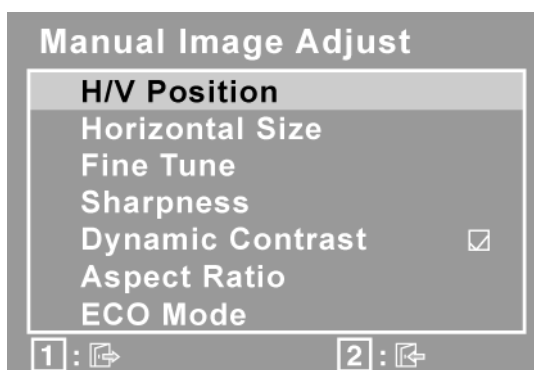 Manual Image Adjust
H/V Position
Horizontal Size
Fine Tune
Sharpness
Dynamic Contrast
Aspect Ratio
ECO Mode
1 : 2 :